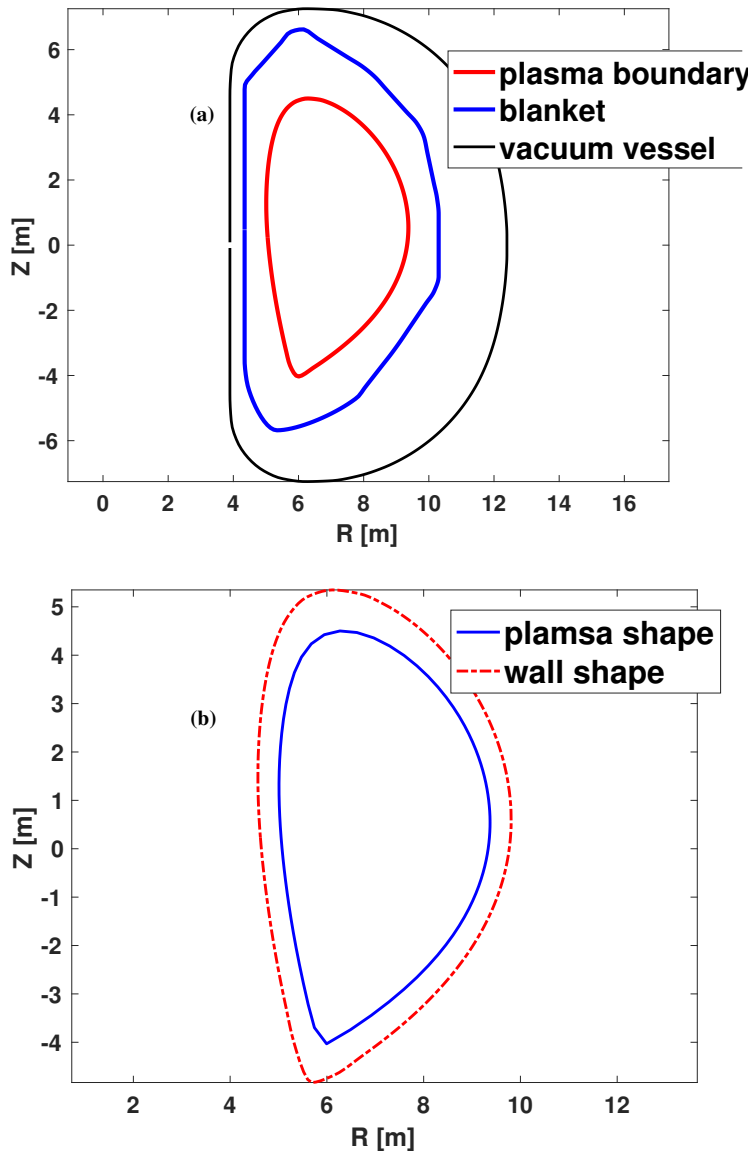 6
4
2
0
-2
-4
-6
Z [m]
(a)
plasma boundary
blanket
vacuum vessel
0 2 4 6 8 10 12 14 16
R [m]
5
4
3
2
1
0
-1
-2
-3
-4
Z [m]
(b)
plamsa shape
wall shape
2 4 6 8 10 12
R [m]